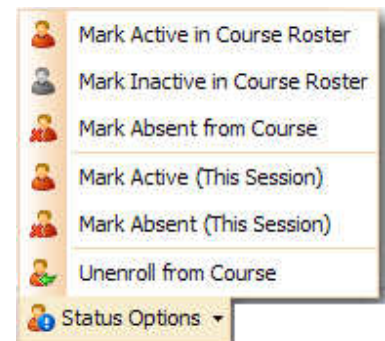 Mark Active in Course Roster
Mark Inactive in Course Roster
Mark Absent from Course
Mark Active (This Session)
Mark Absent (This Session)
Unenroll from Course
Status Options